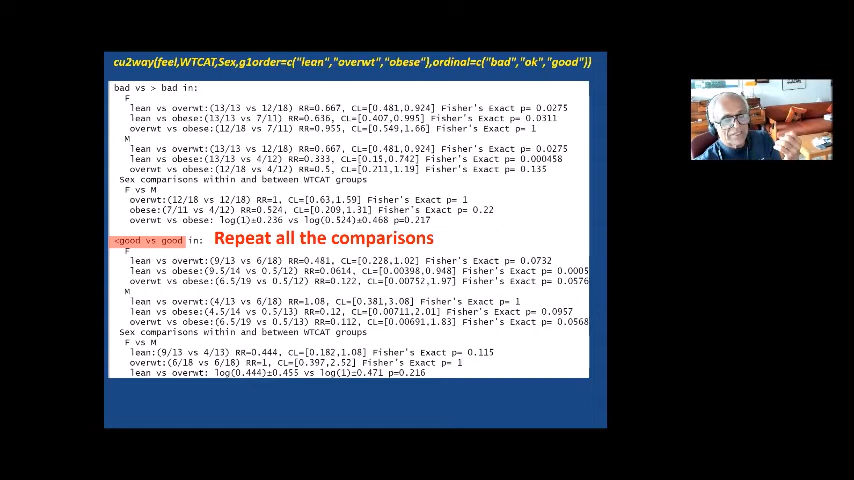 cu2way(feel,WTCAT,Sex,g1order=c("lean","overwt","obese"),ordinal=c("bad","ok","good"))
bad vs > bad in:
F
lean vs overwt:(13/13 vs 12/18) RR=0.667, CL=[0.481,0.924] Fisher's Exact p= 0.0275
lean vs obese:(13/13 vs 7/11) RR=0.636, CL=[0.407,0.995] Fisher's Exact p= 0.0311
overwt vs obese:(12/18 vs 7/11) RR=0.955, CL=[0.549,1.66] Fisher's Exact p= 1
M
lean vs overwt:(13/13 vs 12/18) RR=0.667, CL=[0.481,0.924] Fisher's Exact p= 0.0275
lean vs obese:(13/13 vs 4/12) RR=0.333, CL=[0.15,0.742] Fisher's Exact p= 0.000458
overwt vs obese:(12/18 vs 4/12) RR=0.5, CL=[0.211,1.19] Fisher's Exact p= 0.135
Sex comparisons within and between WTCAT groups
F vs M
overwt:(12/18 vs 12/18) RR=1, CL=[0.63,1.59] Fisher's Exact p= 1
obese:(7/11 vs 4/12) RR=0.524, CL=[0.209,1.31] Fisher's Exact p= 0.22
overwt vs obese: log(1)±0.236 vs log(0.524)±0.468 p=0.217
<good vs good in: Repeat all the comparisons
F
lean vs overwt:(9/13 vs 6/18) RR=0.481, CL=[0.228,1.02] Fisher's Exact p= 0.0732
lean vs obese:(9.5/14 vs 0.5/12) RR=0.0614, CL=[0.00398,0.948] Fisher's Exact p= 0.0005
overwt vs obese:(6.5/19 vs 0.5/12) RR=0.122, CL=[0.00752,1.97] Fisher's Exact p= 0.0576
M
lean vs overwt:(4/13 vs 6/18) RR=1.08, CL=[0.381,3.08] Fisher's Exact p= 1
lean vs obese:(4.5/14 vs 0.5/13) RR=0.12, CL=[0.00711,2.01] Fisher's Exact p= 0.0957
overwt vs obese:(6.5/19 vs 0.5/13) RR=0.112, CL=[0.00691,1.83] Fisher's Exact p= 0.0568
Sex comparisons within and between WTCAT groups
F vs M
lean:(9/13 vs 4/13) RR=0.444, CL=[0.182,1.08] Fisher's Exact p= 0.115
overwt:(6/18 vs 6/18) RR=1, CL=[0.397,2.52] Fisher's Exact p= 1
lean vs overwt: log(0.444)±0.455 vs log(1)±0.471 p=0.216